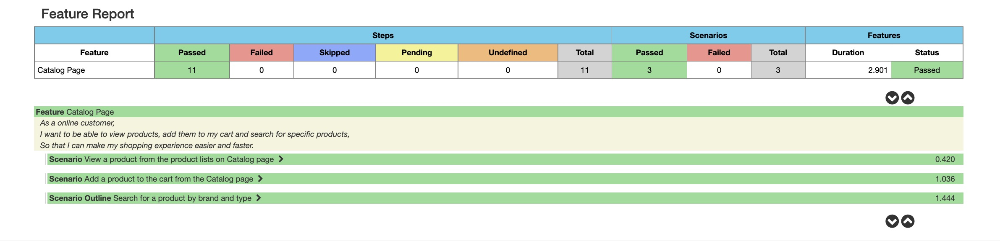 Feature Report
Steps Scenarios Features
Feature Passed Failed Skipped Pending Undefined Total Passed Failed Total Duration Status
Catalog Page 11 0 0 0 0 11 3 0 3 2.901 Passed
Feature Catalog Page
As a online customer,
I want to be able to view products, add them to my cart and search for specific products,
So that I can make my shopping experience easier and faster.
Scenario View a product from the product lists on Catalog page 0.420
Scenario Add a product to the cart from the Catalog page 1.036
Scenario Outline Search for a product by brand and type 1.444